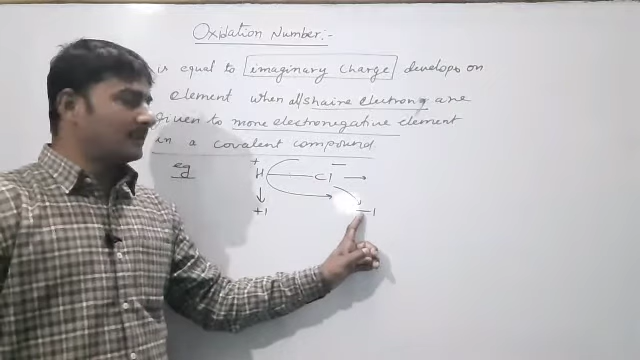 Oxidation Number:-
is equal to imaginary charge develops on
element when all shaire electrons are
given to more electronegative element
in a covalent compound.
eg
+ −
H Cl →
+1 −1